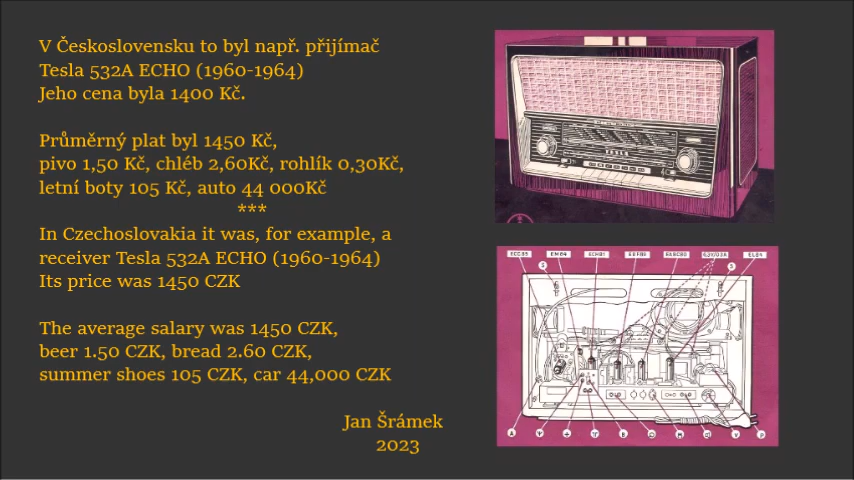 V Československu to byl např. přijímač
Tesla 532A ECHO (1960-1964)
Jeho cena byla 1400 Kč.
Průměrný plat byl 1450 Kč,
pivo 1,50 Kč, chléb 2,60Kč, rohlík 0,30Kč,
letní boty 105 Kč, auto 44 000Kč
***
In Czechoslovakia it was, for example, a
receiver Tesla 532A ECHO (1960-1964)
Its price was 1450 CZK
The average salary was 1450 CZK,
beer 1.50 CZK, bread 2.60 CZK,
summer shoes 105 CZK, car 44,000 CZK
Jan Šrámek
2023
TESLA
ECC85 EM84 ECH81 EBF89 EABC80 EL84